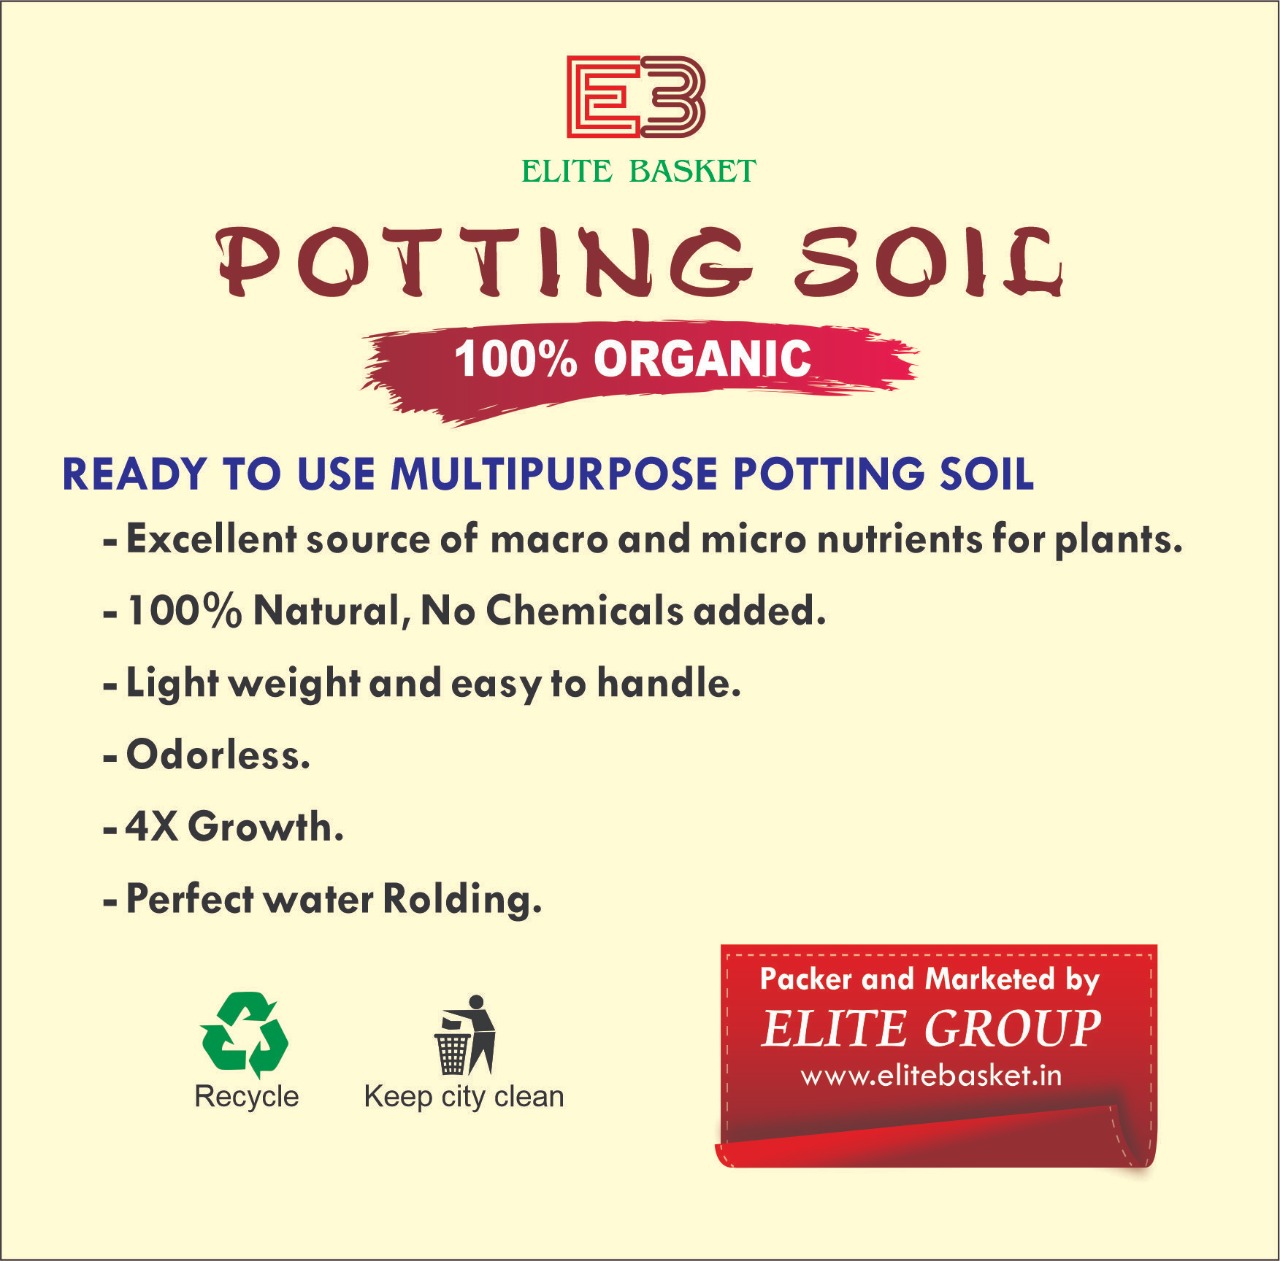 EB
ELITE BASKET
POTTING SOIL
100% ORGANIC
READY TO USE MULTIPURPOSE POTTING SOIL
- Excellent source of macro and micro nutrients for plants.
- 100% Natural, No Chemicals added.
- Light weight and easy to handle.
- Odorless.
- 4X Growth.
- Perfect water Rolding.
Packer and Marketed by
ELITE GROUP
www.elitebasket.in
Recycle
Keep city clean